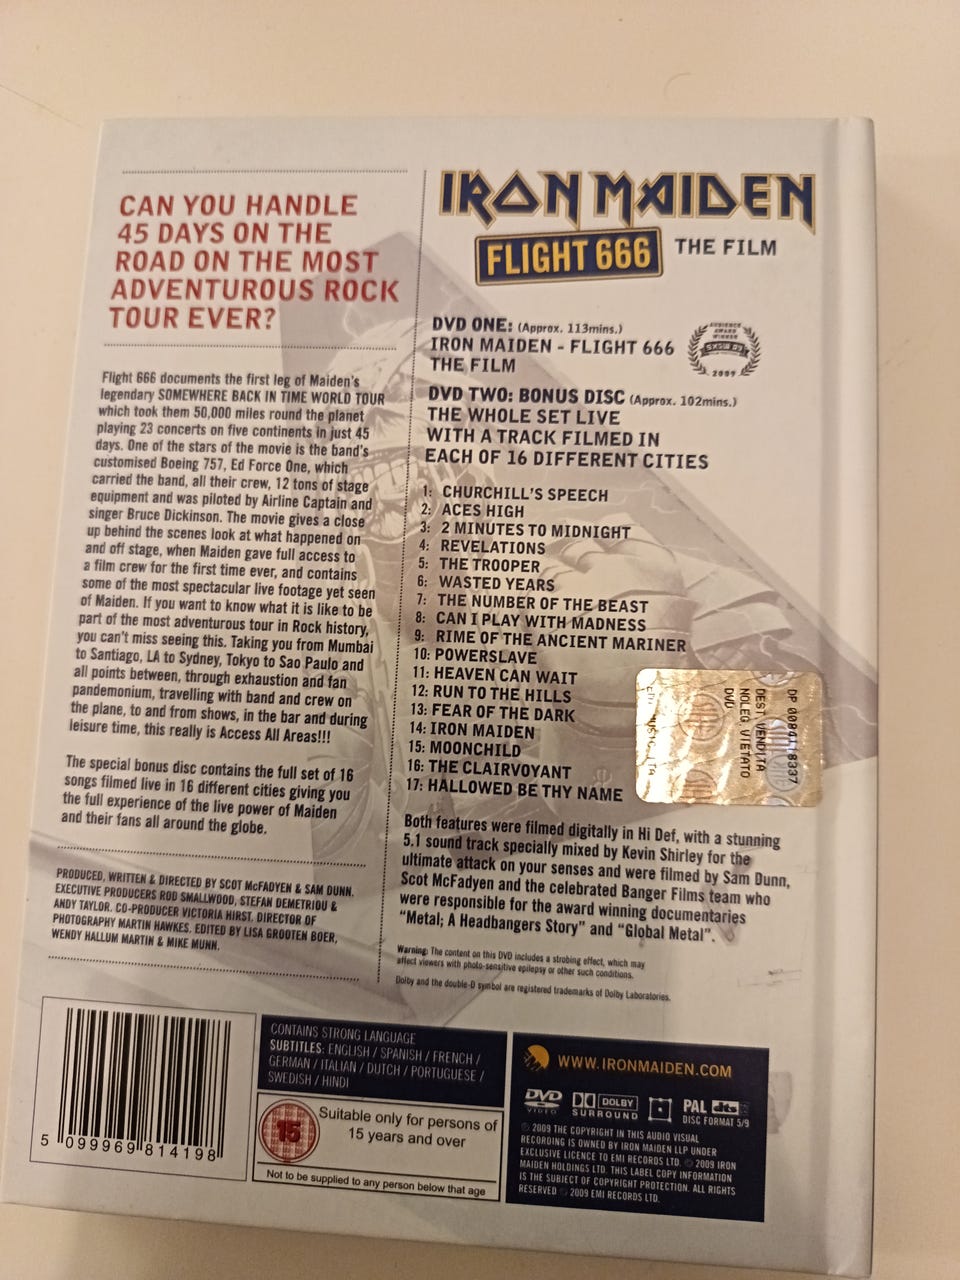 CAN YOU HANDLE
45 DAYS ON THE
ROAD ON THE MOST
ADVENTUROUS ROCK
TOUR EVER?
Flight 666 documents the first leg of Maiden's
legendary SOMEWHERE BACK IN TIME WORLD TOUR
which took them 50,000 miles round the planet
playing 23 concerts on five continents in just 45
days. One of the stars of the movie is the band's
customised Boeing 757, Ed Force One, which
carried the band, all their crew, 12 tons of stage
equipment and was piloted by Airline Captain and
singer Bruce Dickinson. The movie gives a close
up behind the scenes look at what happened on
and off stage, when Maiden gave full access to
a film crew for the first time ever, and contains
some of the most spectacular live footage yet seen
of Maiden. If you want to know what it is like to be
part of the most adventurous tour in Rock history,
you can't miss seeing this. Taking you from Mumbai
to Santiago, LA to Sydney, Tokyo to Sao Paulo and
all points between, through exhaustion and fan
pandemonium, travelling with band and crew on
the plane, to and from shows, in the bar and during
leisure time, this really is Access All Areas!!!
The special bonus disc contains the full set of 16
songs filmed live in 16 different cities giving you
the full experience of the live power of Maiden
and their fans all around the globe.
PRODUCED, WRITTEN & DIRECTED BY SCOT McFADYEN & SAM DUNN.
EXECUTIVE PRODUCERS ROD SMALLWOOD, STEFAN DEMETRIOU &
ANDY TAYLOR. CO-PRODUCER VICTORIA HIRST. DIRECTOR OF
PHOTOGRAPHY MARTIN HAWKES. EDITED BY LISA GROOTEN BOER,
WENDY HALLUM MARTIN & MIKE MUNN.
IRON MAIDEN
FLIGHT 666 THE FILM
DVD ONE: (Approx. 113mins.)
IRON MAIDEN - FLIGHT 666
THE FILM
AUDIENCE
AWARD
WINNER
SXSW 09
2009
DVD TWO: BONUS DISC (Approx. 102mins.)
THE WHOLE SET LIVE
WITH A TRACK FILMED IN
EACH OF 16 DIFFERENT CITIES
1: CHURCHILL'S SPEECH
2: ACES HIGH
3: 2 MINUTES TO MIDNIGHT
4: REVELATIONS
5: THE TROOPER
6: WASTED YEARS
7: THE NUMBER OF THE BEAST
8: CAN I PLAY WITH MADNESS
9: RIME OF THE ANCIENT MARINER
10: POWERSLAVE
11: HEAVEN CAN WAIT
12: RUN TO THE HILLS
13: FEAR OF THE DARK
14: IRON MAIDEN
15: MOONCHILD
16: THE CLAIRVOYANT
17: HALLOWED BE THY NAME
DEST. VENDITA
NOLEG VIETATO
DVD
Both features were filmed digitally in Hi Def, with a stunning
5.1 sound track specially mixed by Kevin Shirley for the
ultimate attack on your senses and were filmed by Sam Dunn,
Scot McFadyen and the celebrated Banger Films team who
were responsible for the award winning documentaries
"Metal; A Headbangers Story" and "Global Metal".
Warning: The content on this DVD includes a strobing effect, which may
affect viewers with photo-sensitive epilepsy or other such conditions.
Dolby and the double-D symbol are registered trademarks of Dolby Laboratories.
5 099969 814198
CONTAINS STRONG LANGUAGE
SUBTITLES: ENGLISH / SPANISH / FRENCH /
GERMAN / ITALIAN / DUTCH / PORTUGUESE /
SWEDISH / HINDI
15
Suitable only for persons of
15 years and over
Not to be supplied to any person below that age
WWW.IRONMAIDEN.COM
DVD VIDEO
DOLBY SURROUND
PAL dts
DISC FORMAT 5/9
℗ 2009 THE COPYRIGHT IN THIS AUDIO VISUAL
RECORDING IS OWNED BY IRON MAIDEN LLP UNDER
EXCLUSIVE LICENCE TO EMI RECORDS LTD. © 2009 IRON
MAIDEN HOLDINGS LTD. THIS LABEL COPY INFORMATION
IS THE SUBJECT OF COPYRIGHT PROTECTION. ALL RIGHTS
RESERVED © 2009 EMI RECORDS LTD.